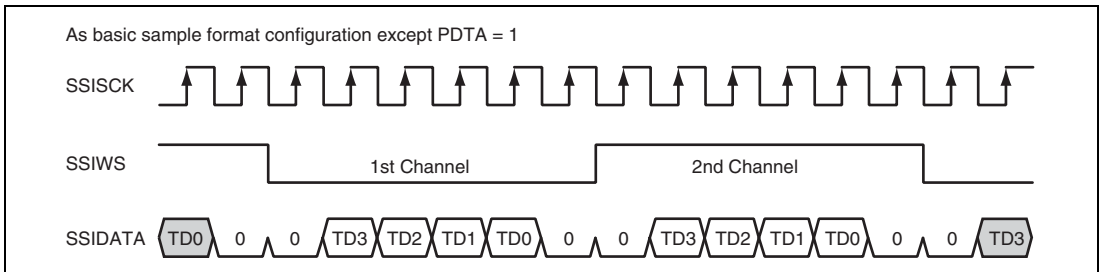 As basic sample format configuration except PDTA = 1
SSISCK
SSIWS 1st Channel 2nd Channel
SSIDATA TD0 0 0 TD3 TD2 TD1 TD0 0 0 TD3 TD2 TD1 TD0 0 0 TD3